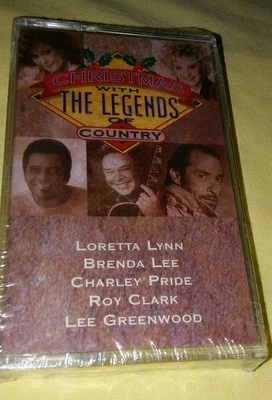 CHRISTMAS
WITH
THE LEGENDS
OF
COUNTRY
LORETTA LYNN
BRENDA LEE
CHARLEY PRIDE
ROY CLARK
LEE GREENWOOD